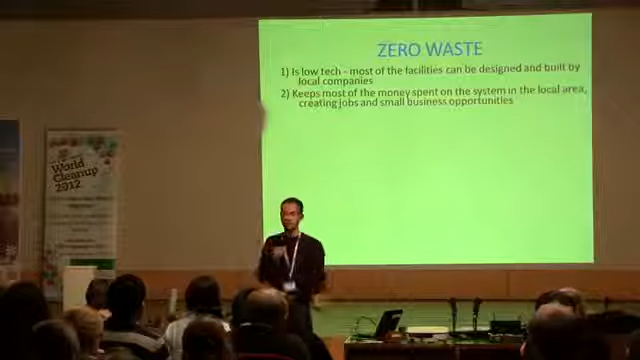 ZERO WASTE
1) Is low tech - most of the facilities can be designed and built by
local companies
2) Keeps most of the money spent on the system in the local area,
creating jobs and small business opportunities
World
Cleanup
2012